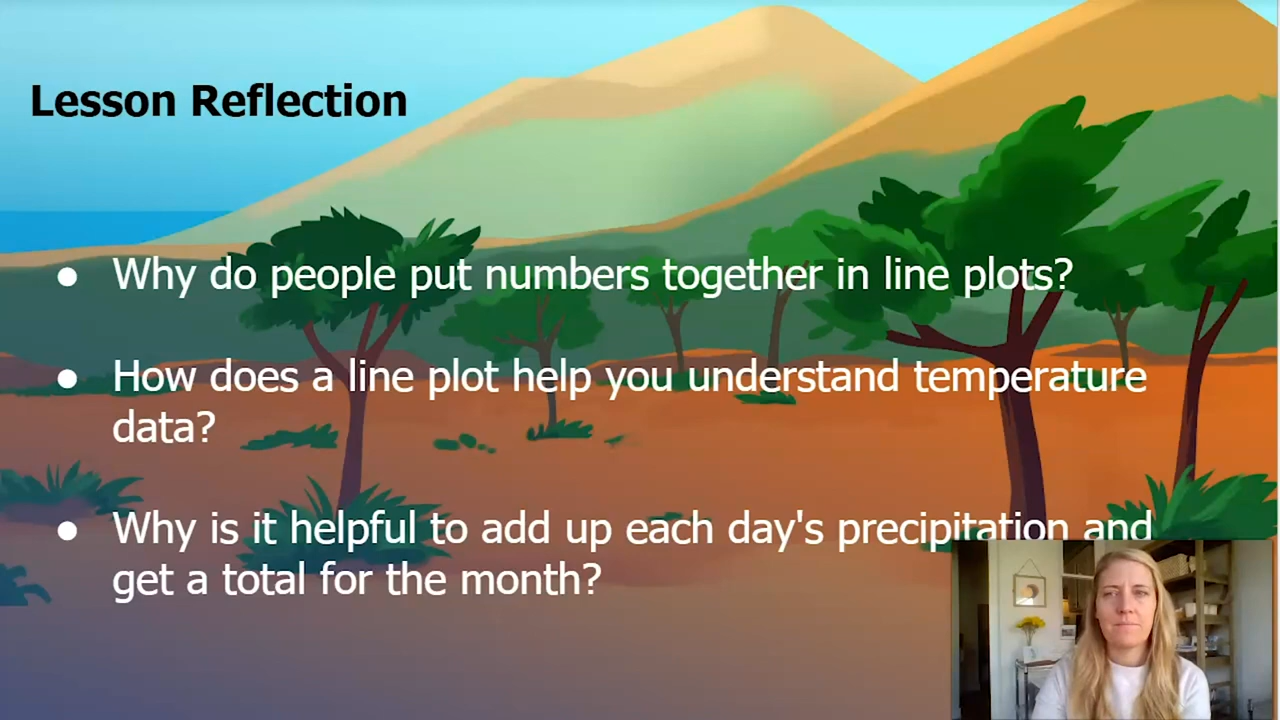 Lesson Reflection
● Why do people put numbers together in line plots?
● How does a line plot help you understand temperature
data?
● Why is it helpful to add up each day's precipitation and
get a total for the month?